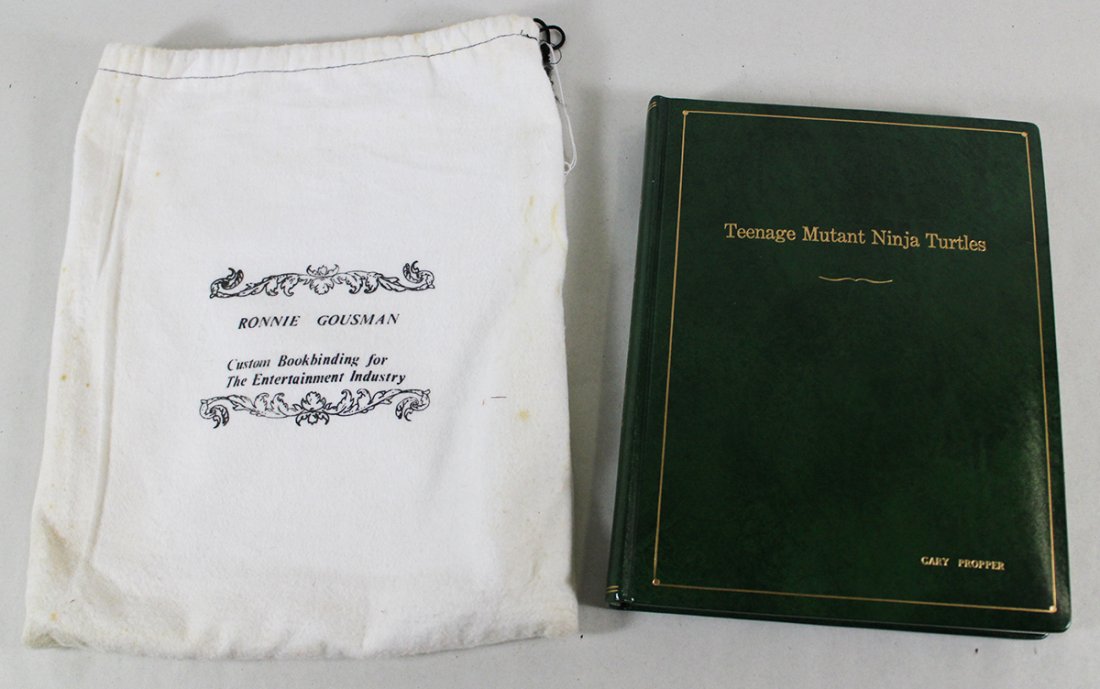 RONNIE GOUSMAN
Custom Bookbinding for
The Entertainment Industry
Teenage Mutant Ninja Turtles
GARY PROPPER